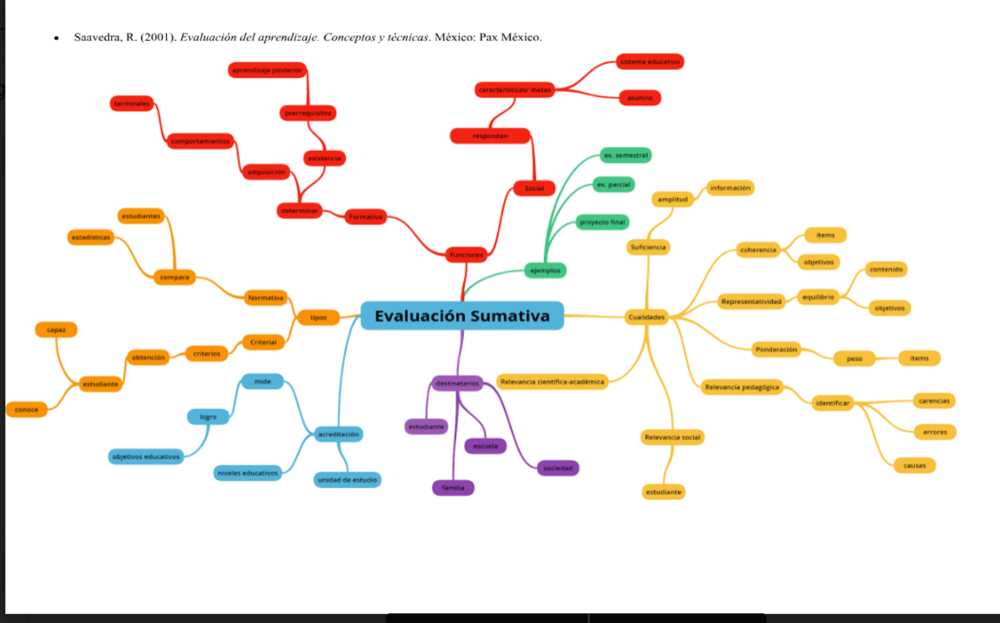 • Saavedra, R. (2001). Evaluación del aprendizaje. Conceptos y técnicas. México: Pax México.
Evaluación Sumativa
Funciones
Formativa
determinar
adquisición
comportamientos
terminales
existencia
prerrequisitos
aprendizaje posterior
Social
respondan
características/ metas
sistema educativo
alumno
ejemplos
ex. semestral
ex. parcial
proyecto final
Cualidades
Suficiencia
amplitud
información
coherencia
ítems
objetivos
Representatividad
equilibrio
contenido
objetivos
Ponderación
peso
ítems
Relevancia pedagógica
identificar
carencias
errores
causas
Relevancia social
estudiante
Relevancia científica-académica
destinatarios
estudiante
escuela
sociedad
familia
acreditación
mide
logro
objetivos educativos
niveles educativos
unidad de estudio
tipos
Normativa
compara
estudiantes
estadísticas
Criterial
criterios
obtención
estudiante
capaz
conoce